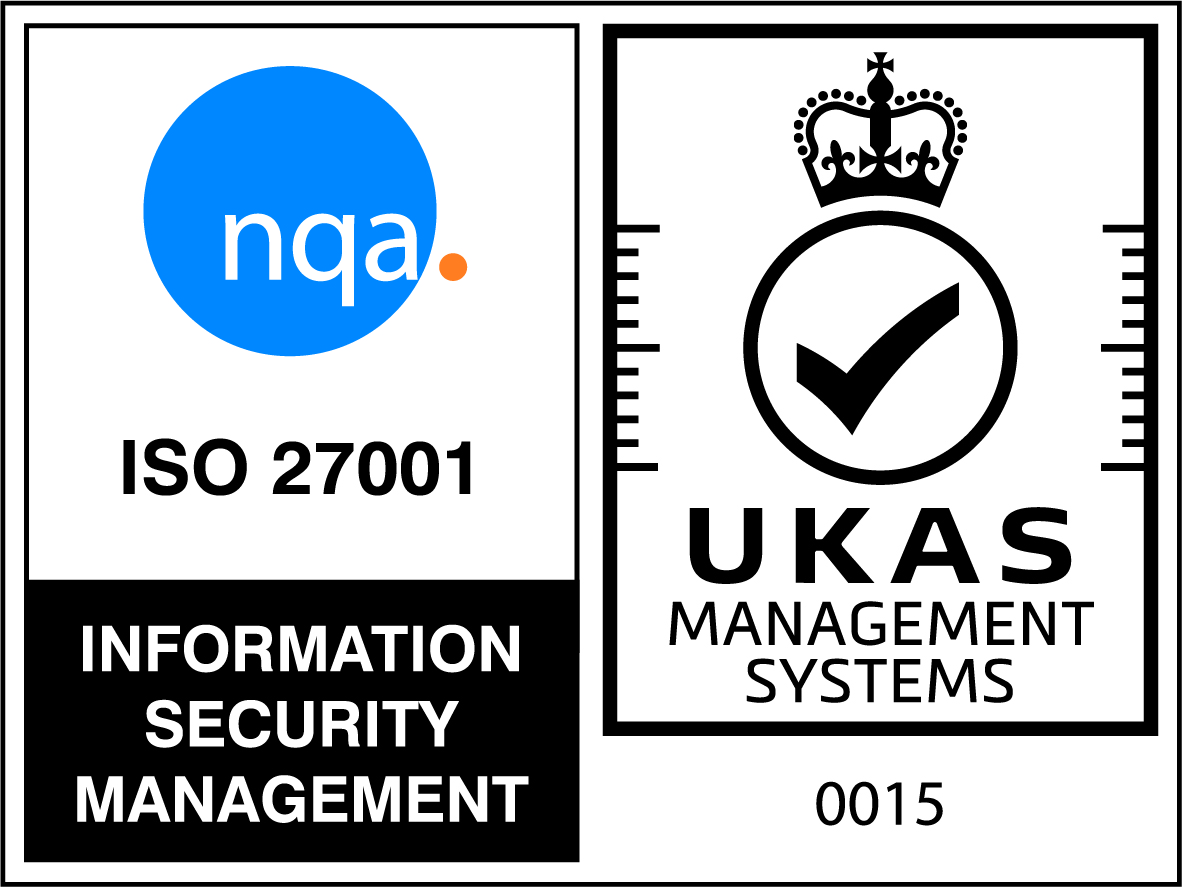 nqa.
ISO 27001
INFORMATION
SECURITY
MANAGEMENT
UKAS
MANAGEMENT
SYSTEMS
0015